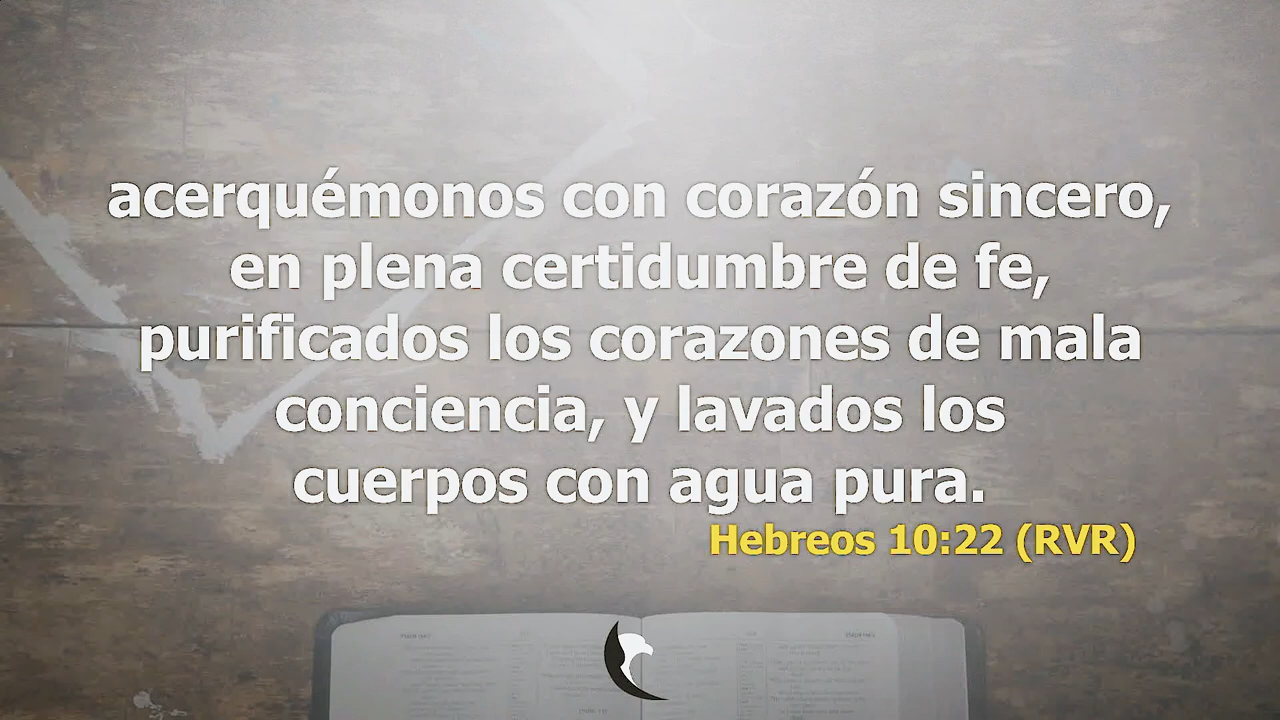 acerquémonos con corazón sincero,
en plena certidumbre de fe,
purificados los corazones de mala
conciencia, y lavados los
cuerpos con agua pura.
Hebreos 10:22 (RVR)